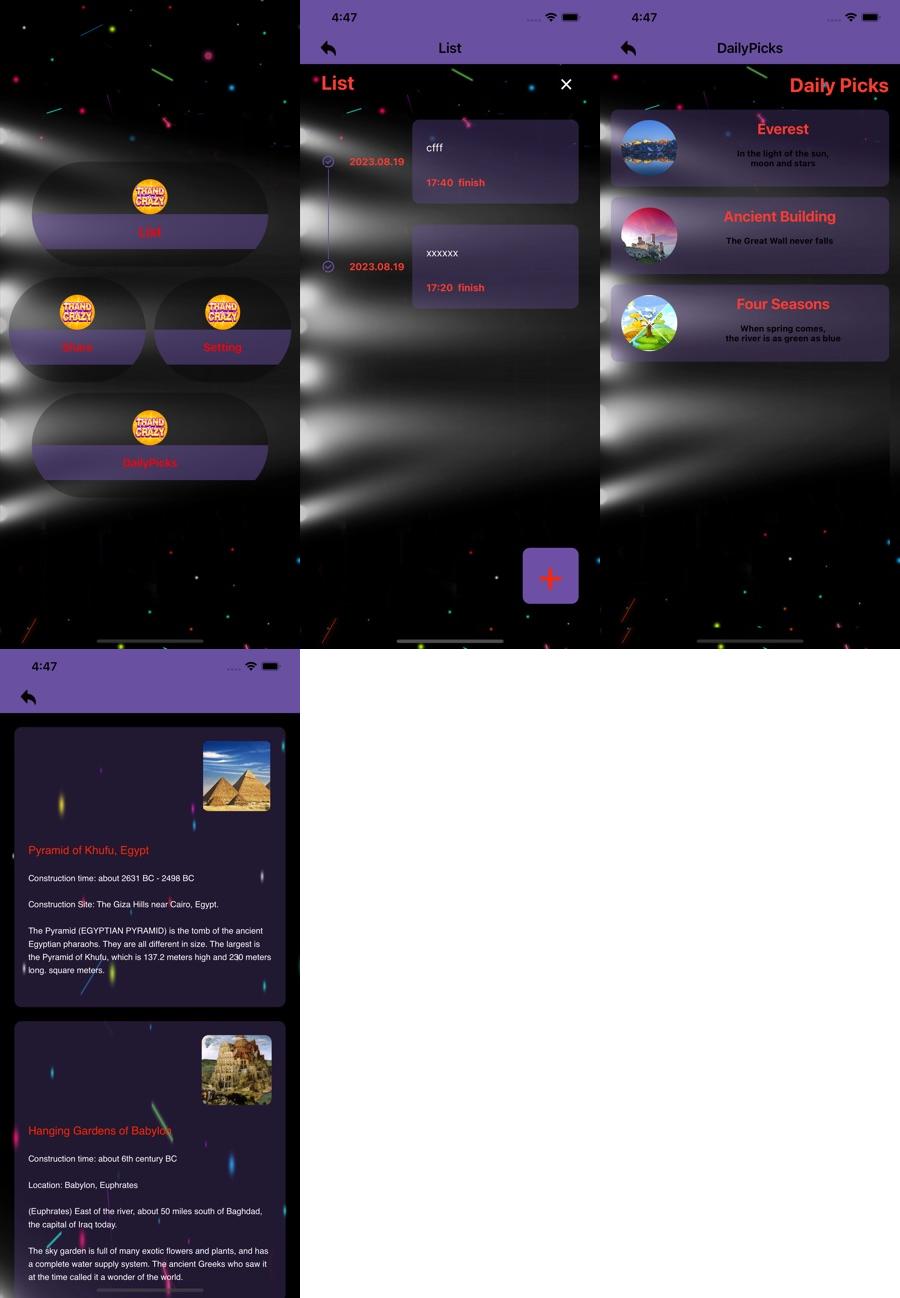 THAND
CRAZY
List
THAND
CRAZY
THAND
CRAZY
Share
Setting
THAND
CRAZY
DailyPicks
4:47
List
List
×
2023.08.19
cfff
17:40 finish
2023.08.19
xxxxxx
17:20 finish
+
4:47
DailyPicks
Daily Picks
Everest
In the light of the sun,
moon and stars
Ancient Building
The Great Wall never falls
Four Seasons
When spring comes,
the river is as green as blue
4:47
Pyramid of Khufu, Egypt
Construction time: about 2631 BC - 2498 BC
Construction Site: The Giza Hills near Cairo, Egypt.
The Pyramid (EGYPTIAN PYRAMID) is the tomb of the ancient
Egyptian pharaohs. They are all different in size. The largest is
the Pyramid of Khufu, which is 137.2 meters high and 230 meters
long. square meters.
Hanging Gardens of Babylon
Construction time: about 6th century BC
Location: Babylon, Euphrates
(Euphrates) East of the river, about 50 miles south of Baghdad,
the capital of Iraq today.
The sky garden is full of many exotic flowers and plants, and has
a complete water supply system. The ancient Greeks who saw it
at the time called it a wonder of the world.